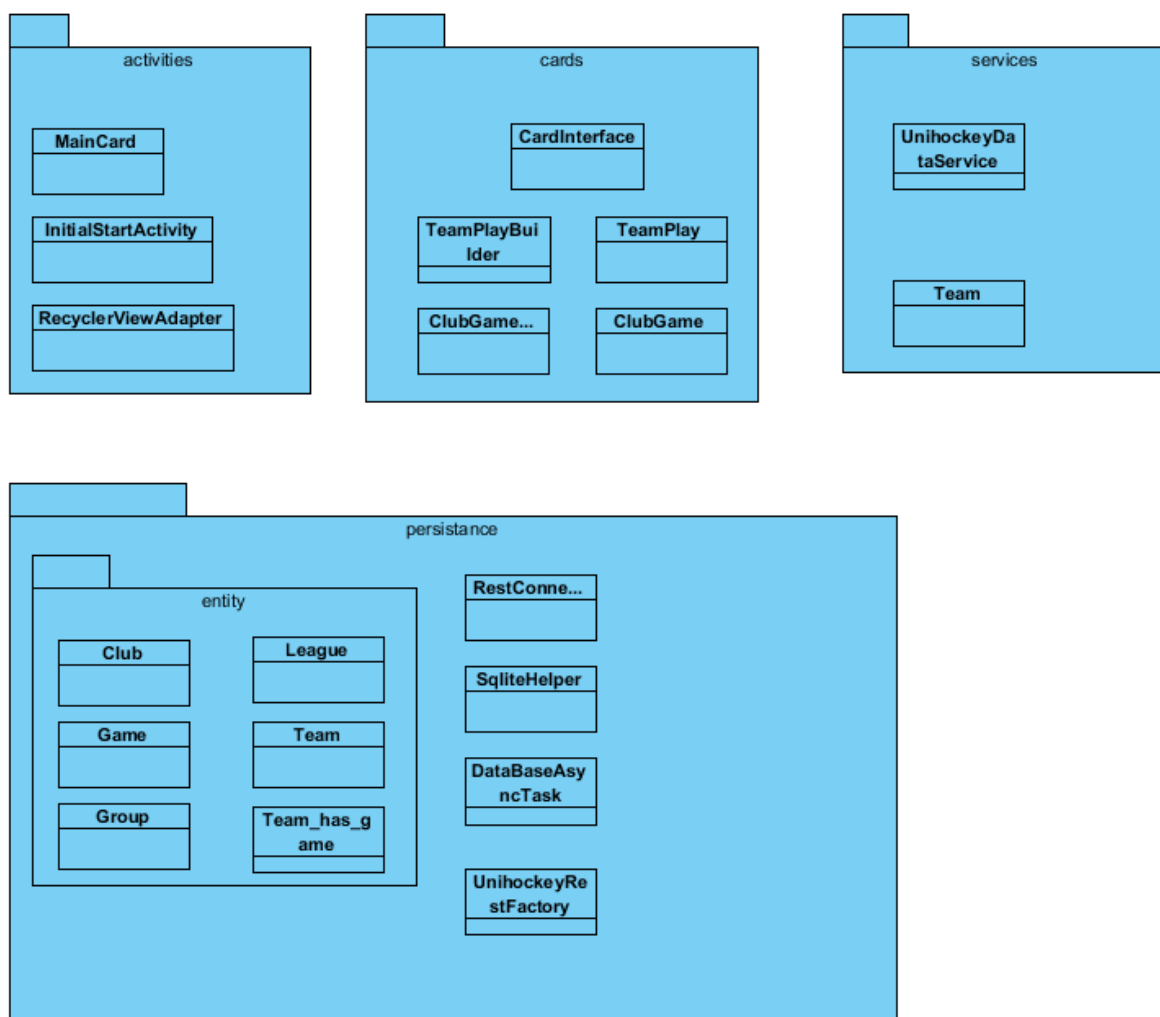 activities
MainCard
InitialStartActivity
RecyclerViewAdapter
cards
CardInterface
TeamPlayBui
lder
TeamPlay
ClubGame...
ClubGame
services
UnihockeyDa
taService
Team
persistance
entity
Club
League
Game
Team
Group
Team_has_g
ame
RestConne...
SqliteHelper
DataBaseAsy
ncTask
UnihockeyRe
stFactory